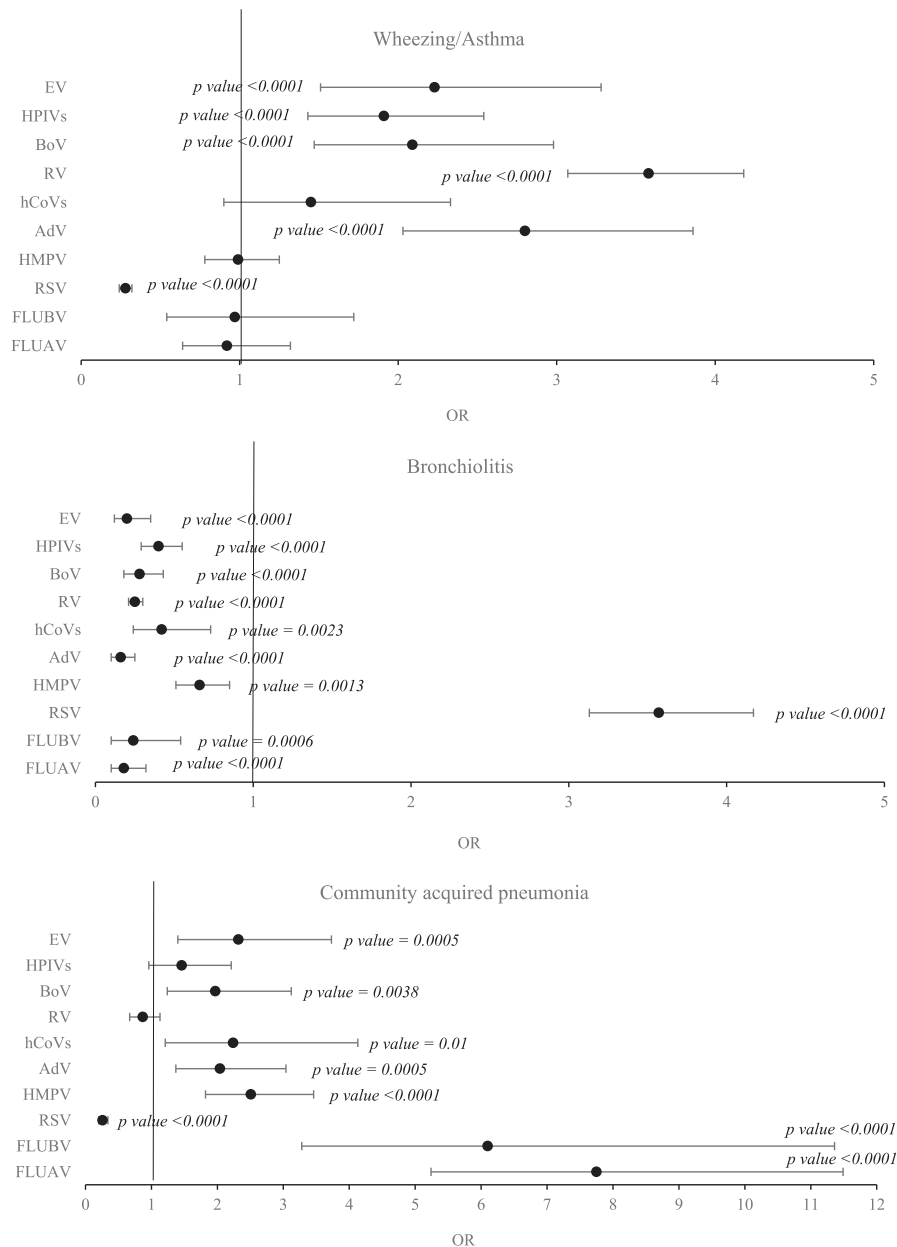 Wheezing/Asthma
EV p value <0.0001
HPIVs p value <0.0001
BoV p value <0.0001
RV p value <0.0001
hCoVs
AdV p value <0.0001
HMPV
RSV p value <0.0001
FLUBV
FLUAV
0 1 2 3 4 5
OR
Bronchiolitis
EV p value <0.0001
HPIVs p value <0.0001
BoV p value <0.0001
RV p value <0.0001
hCoVs p value = 0.0023
AdV p value <0.0001
HMPV p value = 0.0013
RSV p value <0.0001
FLUBV p value = 0.0006
FLUAV p value <0.0001
0 1 2 3 4 5
OR
Community acquired pneumonia
EV p value = 0.0005
HPIVs
BoV p value = 0.0038
RV
hCoVs p value = 0.01
AdV p value = 0.0005
HMPV p value <0.0001
RSV p value <0.0001
FLUBV p value <0.0001
FLUAV p value <0.0001
0 1 2 3 4 5 6 7 8 9 10 11 12
OR